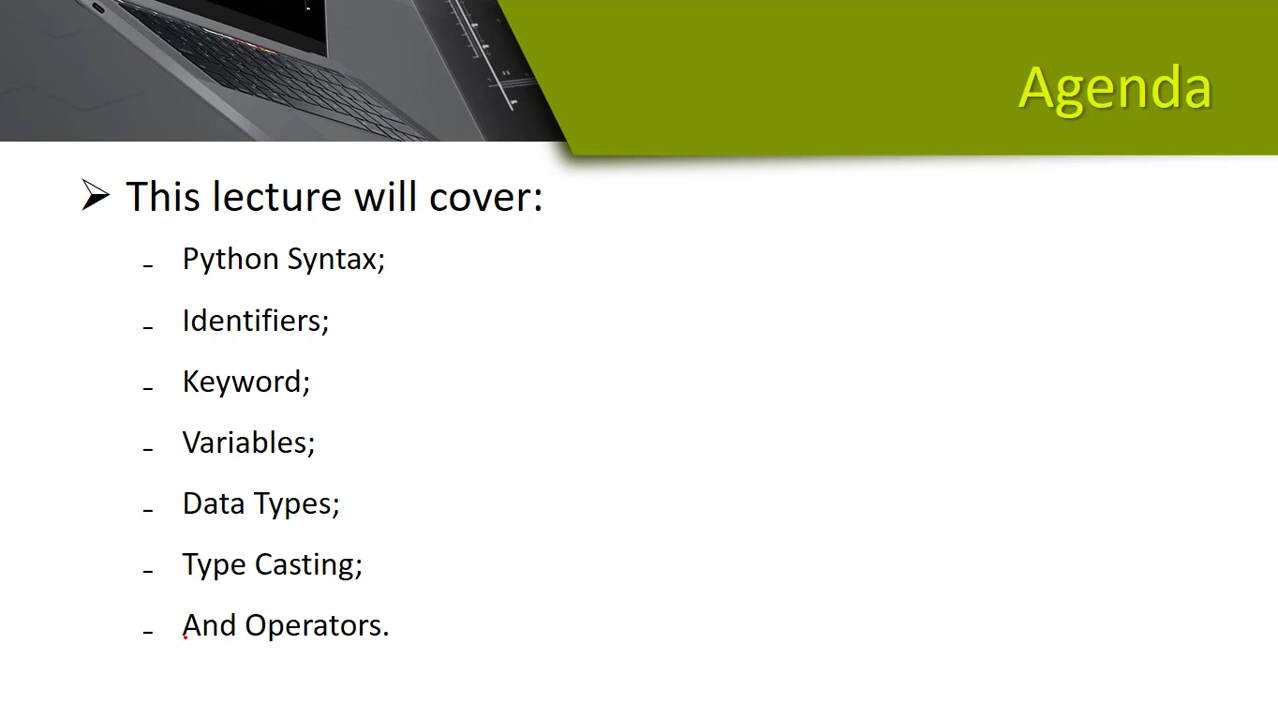 Agenda
This lecture will cover:
Python Syntax;
Identifiers;
Keyword;
Variables;
Data Types;
Type Casting;
And Operators.